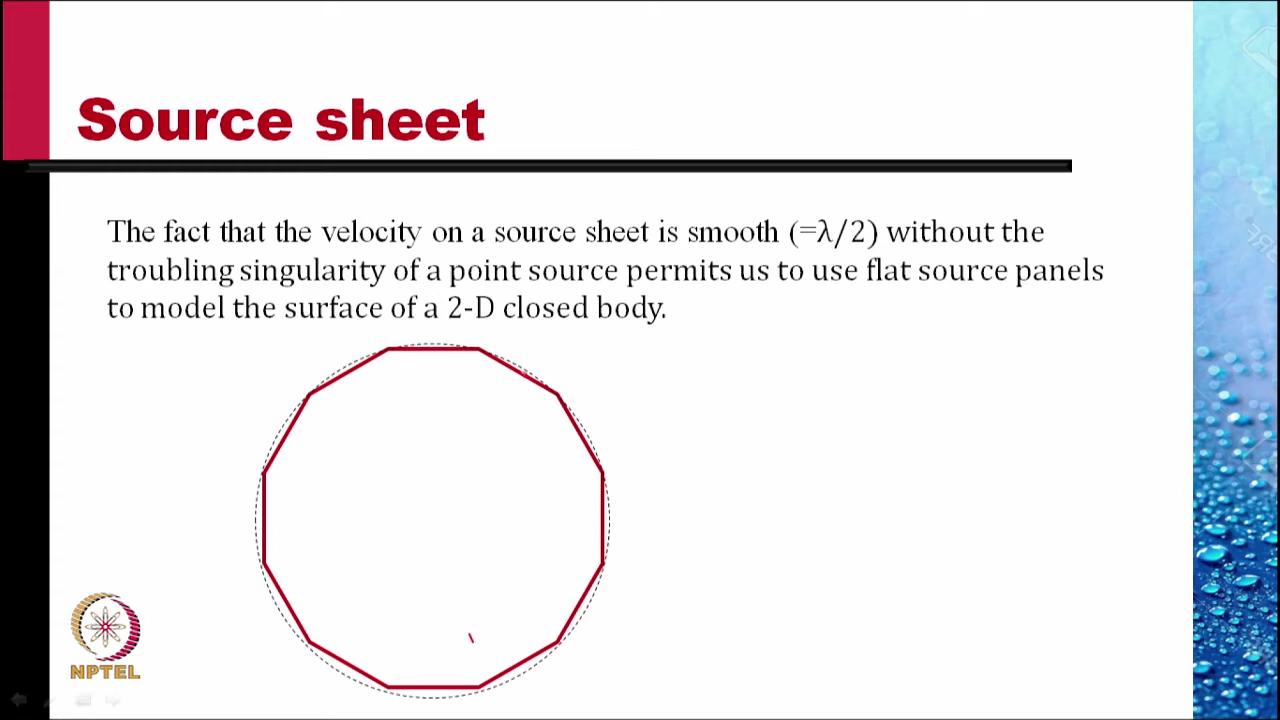 Source sheet
The fact that the velocity on a source sheet is smooth (=λ/2) without the
troubling singularity of a point source permits us to use flat source panels
to model the surface of a 2-D closed body.
NPTEL